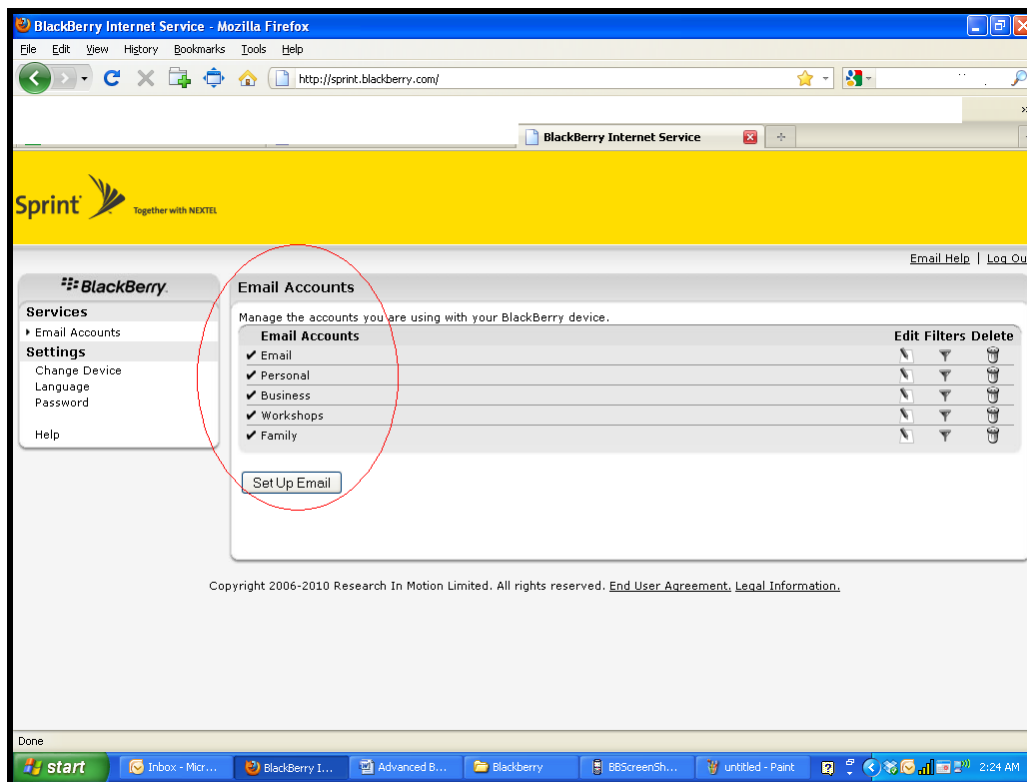 BlackBerry Internet Service - Mozilla Firefox
File Edit View History Bookmarks Tools Help
http://sprint.blackberry.com/
BlackBerry Internet Service
Sprint Together with NEXTEL
Email Help | Log Ou
BlackBerry.
Services
Email Accounts
Settings
Change Device
Language
Password
Help
Email Accounts
Manage the accounts you are using with your BlackBerry device.
Email Accounts Edit Filters Delete
Email
Personal
Business
Workshops
Family
Set Up Email
Copyright 2006-2010 Research In Motion Limited. All rights reserved. End User Agreement. Legal Information.
Done
start Inbox - Micr... BlackBerry I... Advanced B... Blackberry BBScreenSh... untitled - Paint 2:24 AM